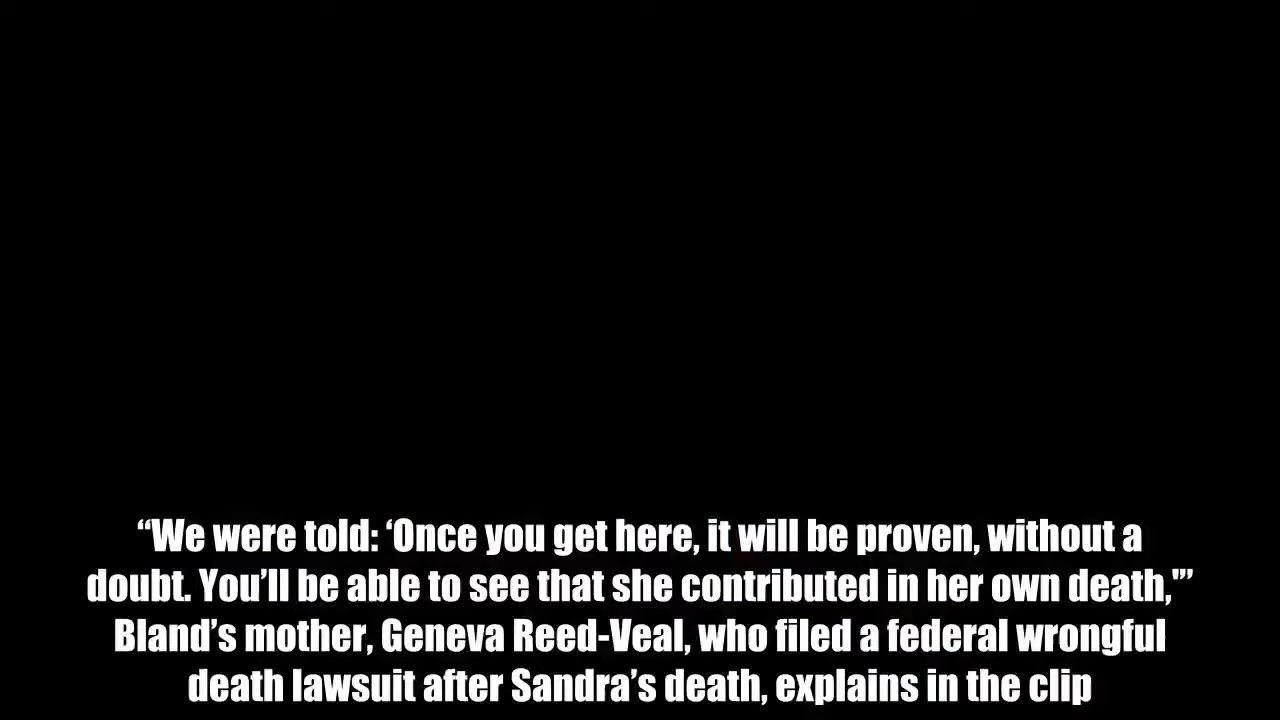 “We were told: ‘Once you get here, it will be proven, without a
doubt. You’ll be able to see that she contributed in her own death,'”
Bland’s mother, Geneva Reed-Veal, who filed a federal wrongful
death lawsuit after Sandra’s death, explains in the clip